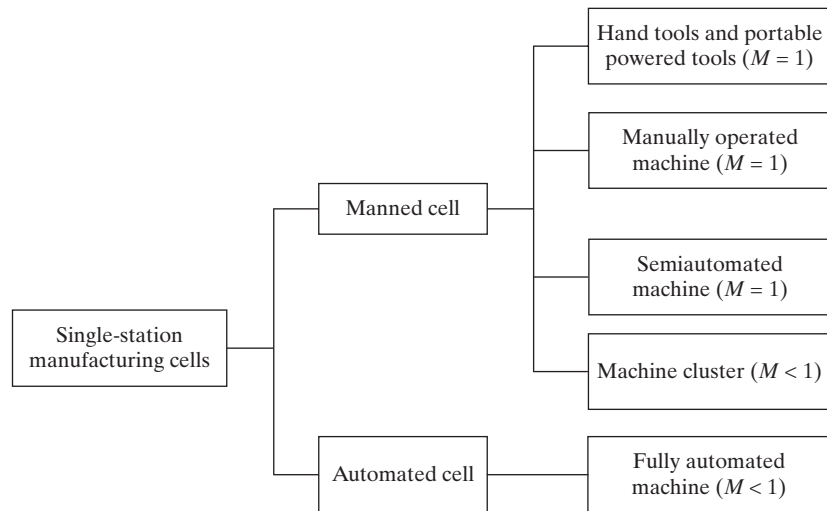 Hand tools and portable
powered tools (M = 1)
Manually operated
machine (M = 1)
Manned cell
Semiautomated
machine (M = 1)
Single-station
manufacturing cells
Machine cluster (M < 1)
Automated cell
Fully automated
machine (M < 1)